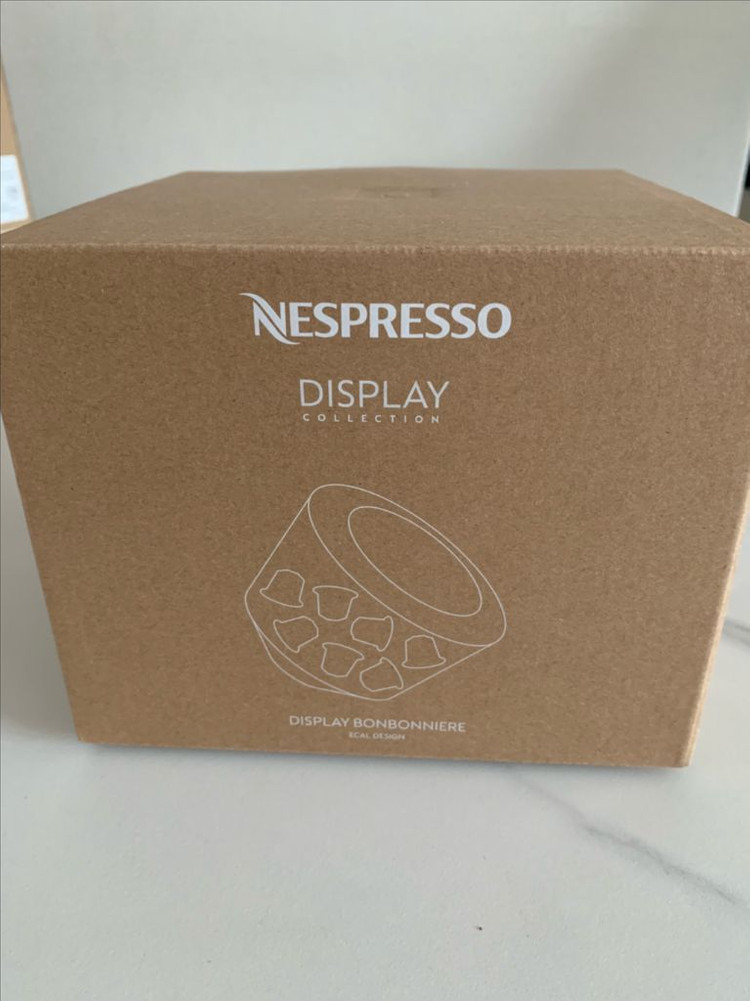 NESPRESSO
DISPLAY
COLLECTION
DISPLAY BONBONNIERE
ECAL DESIGN